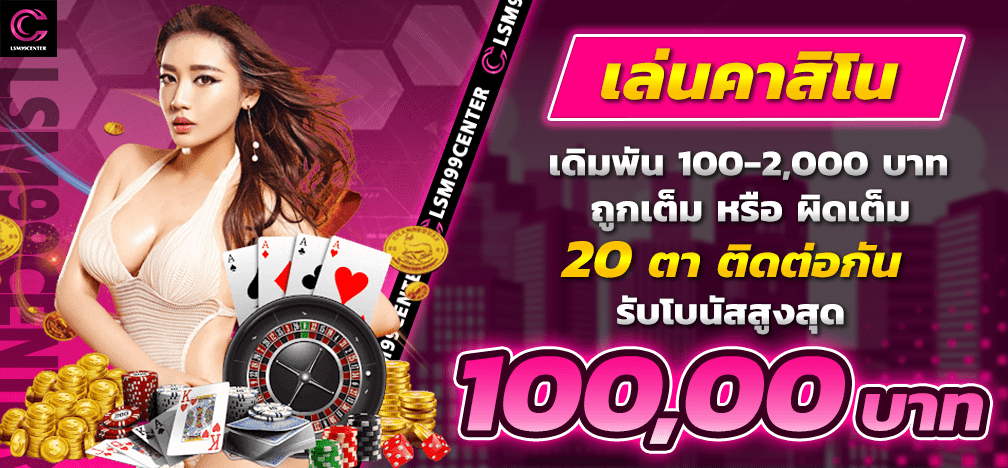 LSM99CENTER
LSM99CENTER
LSM99CENTER
LSM99CENTER
เล่นคาสิโน
เดิมพัน 100-2,000 บาท
ถูกเต็ม หรือ ผิดเต็ม
20 ตา ติดต่อกัน
รับโบนัสสูงสุด
100,00 บาท
A
A
A
A
K